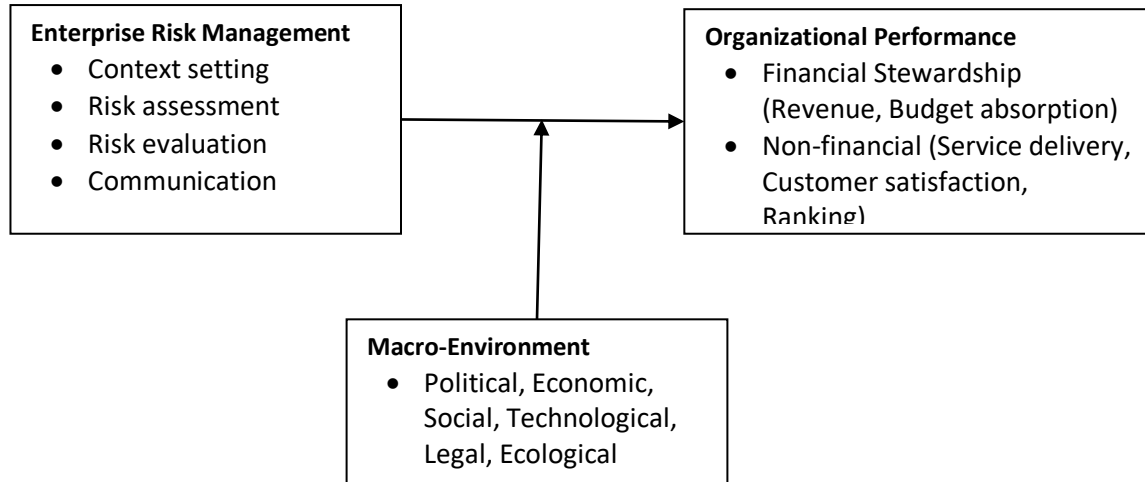 Enterprise Risk Management
• Context setting
• Risk assessment
• Risk evaluation
• Communication
Organizational Performance
• Financial Stewardship
(Revenue, Budget absorption)
• Non-financial (Service delivery,
Customer satisfaction,
Ranking)
Macro-Environment
• Political, Economic,
Social, Technological,
Legal, Ecological